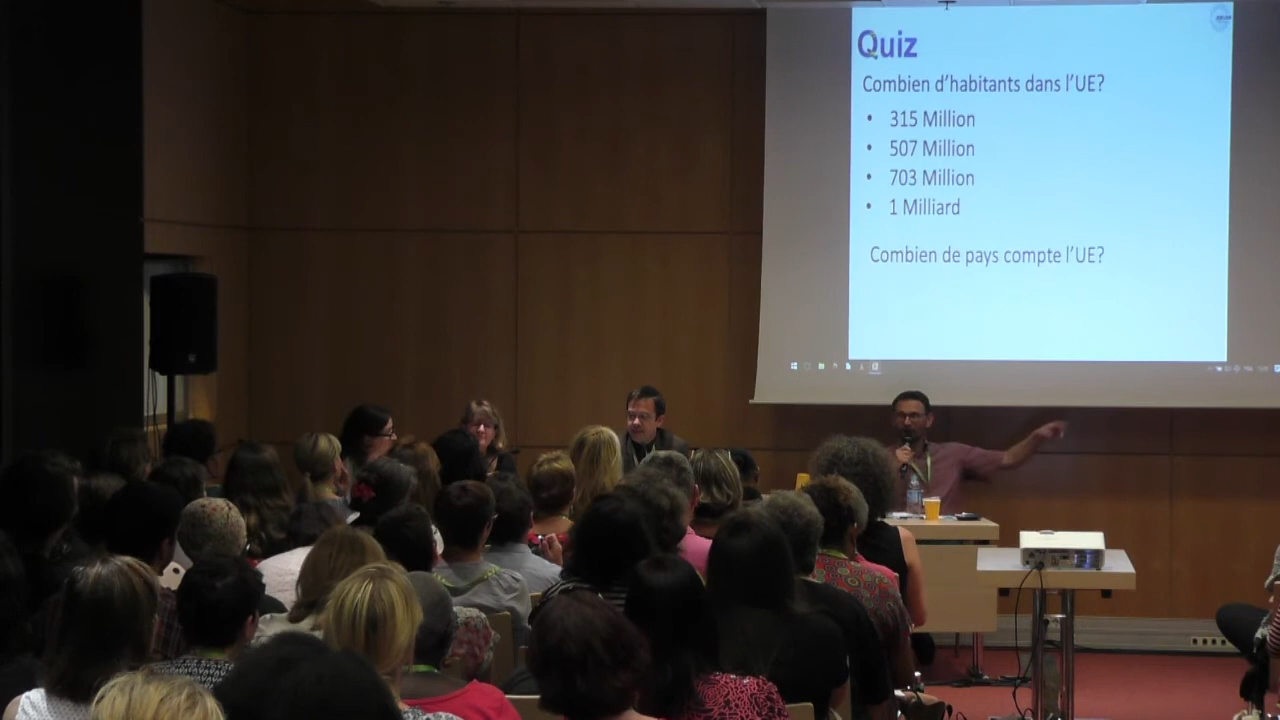 Quiz
Combien d'habitants dans l'UE?
• 315 Million
• 507 Million
• 703 Million
• 1 Milliard
Combien de pays compte l'UE?